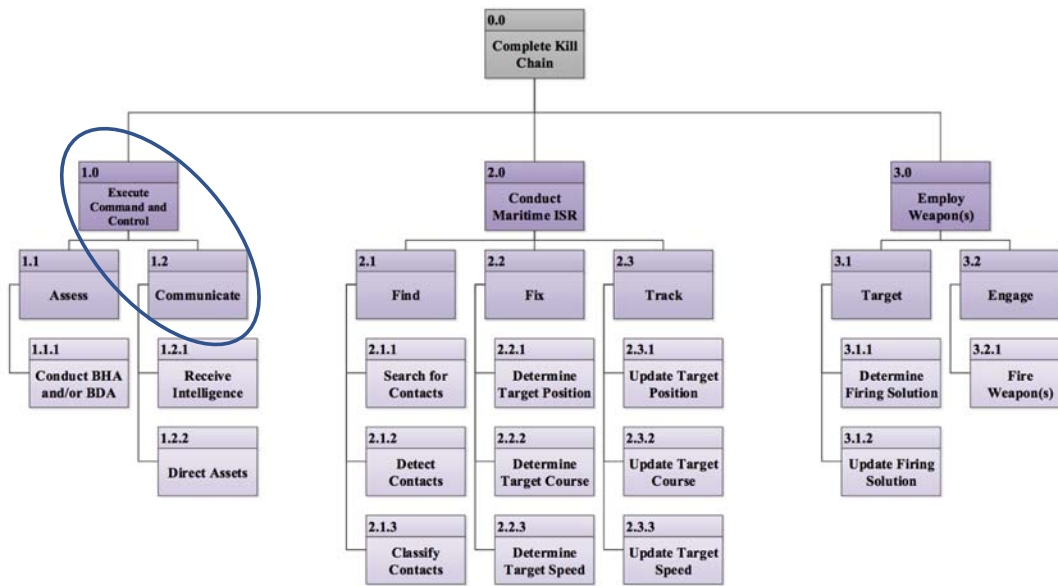 0.0
Complete Kill
Chain
1.0
Execute
Command and
Control
2.0
Conduct
Maritime ISR
3.0
Employ
Weapon(s)
1.1
Assess
1.2
Communicate
2.1
Find
2.2
Fix
2.3
Track
3.1
Target
3.2
Engage
1.1.1
Conduct BHA
and/or BDA
1.2.1
Receive
Intelligence
2.1.1
Search for
Contacts
2.2.1
Determine
Target Position
2.3.1
Update Target
Position
3.1.1
Determine
Firing Solution
3.2.1
Fire
Weapon(s)
1.2.2
Direct Assets
2.1.2
Detect
Contacts
2.2.2
Determine
Target Course
2.3.2
Update Target
Course
3.1.2
Update Firing
Solution
2.1.3
Classify
Contacts
2.2.3
Determine
Target Speed
2.3.3
Update Target
Speed